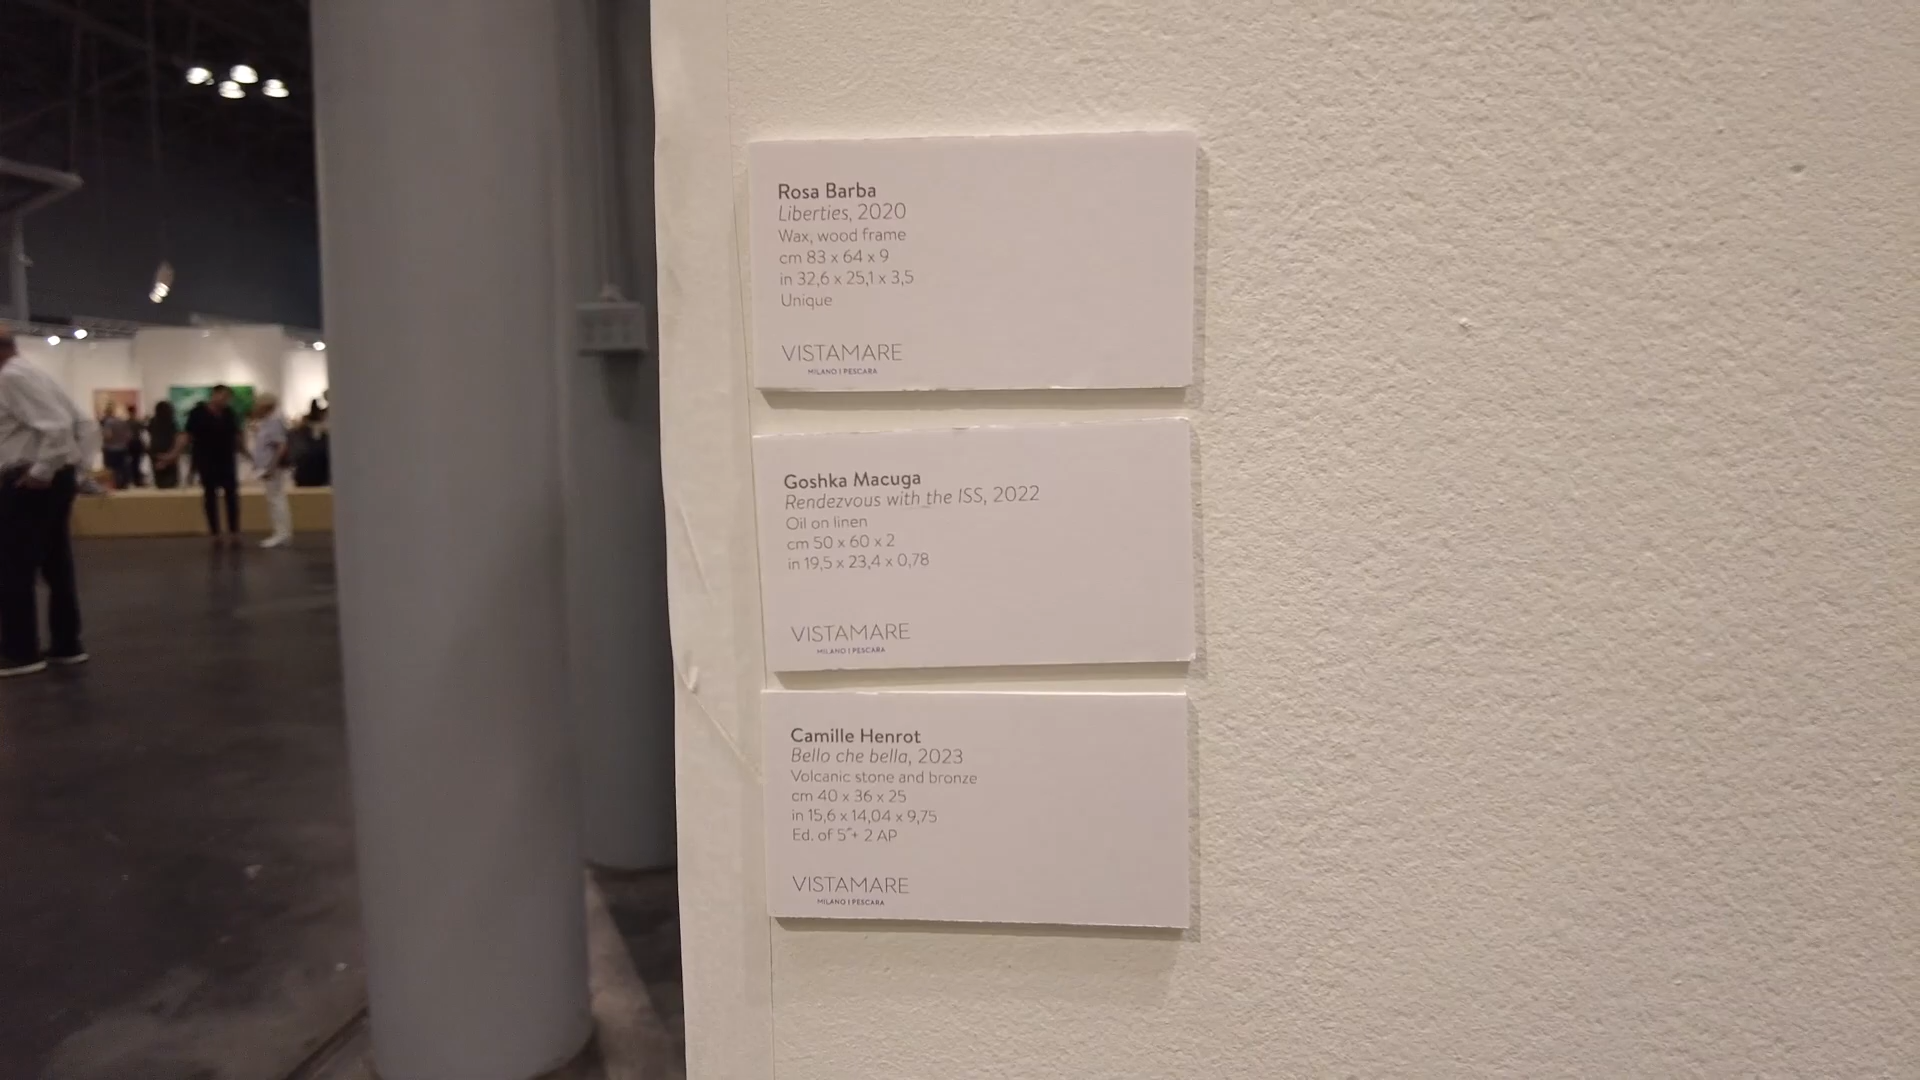 Rosa Barba
Liberties, 2020
Wax, wood frame
cm 83 x 64 x 9
in 32,6 x 25,1 x 3,5
Unique
VISTAMARE
MILANO | PESCARA
Goshka Macuga
Rendezvous with the ISS, 2022
Oil on linen
cm 50 x 60 x 2
in 19,5 x 23,4 x 0,78
VISTAMARE
MILANO | PESCARA
Camille Henrot
Bello che bella, 2023
Volcanic stone and bronze
cm 40 x 36 x 25
in 15,6 x 14,04 x 9,75
Ed. of 5 + 2 AP
VISTAMARE
MILANO | PESCARA